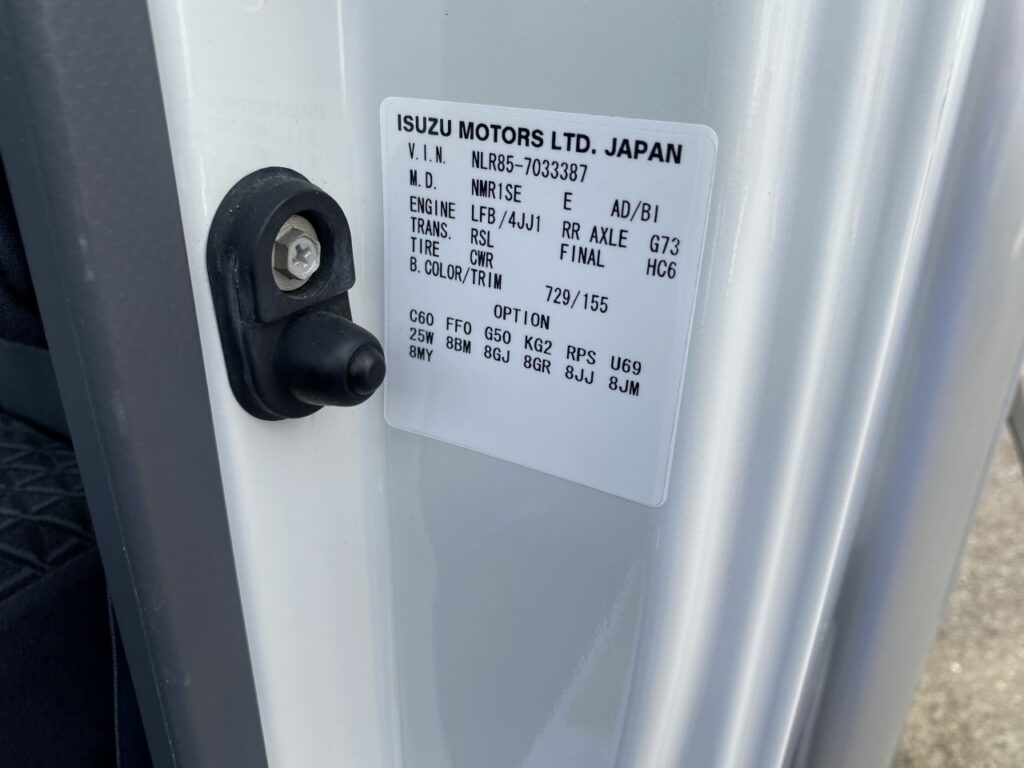 ISUZU MOTORS LTD. JAPAN
V.I.N. NLR85-7033387
M.D. NMR1SE E AD/BI
ENGINE LFB/4JJ1 RR AXLE G73
TRANS. RSL FINAL HC6
TIRE CWR
B.COLOR/TRIM 729/155
OPTION
C60 FF0 G50 KG2 RPS U69
25W 8BM 8GJ 8GR 8JJ 8JM
8MY